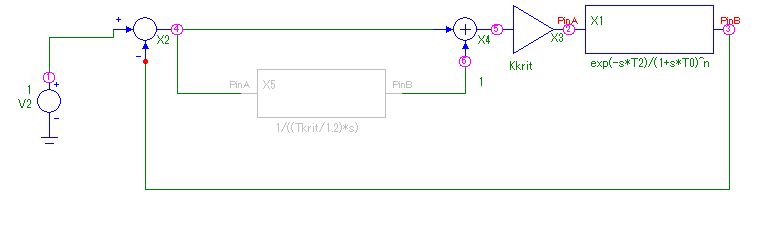 +
4
X2
−
1
1
V2
+
−
PinA
X5
PinB
1/((Tkrit/1.2)*s)
X4
6
1
5
Kkrit
X3
PinA
2
X1
exp(-s*T2)/(1+s*T0)^n
PinB
3